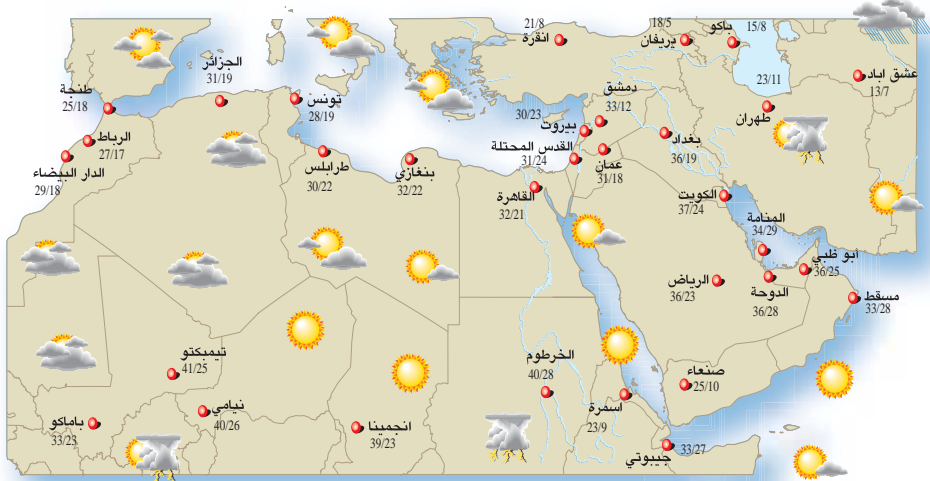 21/8
انقرة
18/5
يريفان
باكو
15/8
عشق اباد
13/7
23/11
طهران
الجزائر
31/19
طنجة
25/18
تونس
28/19
دمشق
33/12
30/23
بيروت
بغداد
36/19
الرباط
27/17
الدار البيضاء
29/18
طرابلس
30/22
بنغازي
32/22
القدس المحتلة
31/24
عمان
31/18
القاهرة
32/21
الكويت
37/24
المنامة
34/29
ابو ظبي
36/25
الرياض
36/23
الدوحة
36/28
مسقط
33/28
تيمبكتو
41/25
الخرطوم
40/28
صنعاء
25/10
اسمرة
23/9
باماكو
33/23
نيامي
40/26
انجمينا
39/23
جيبوتي
33/27